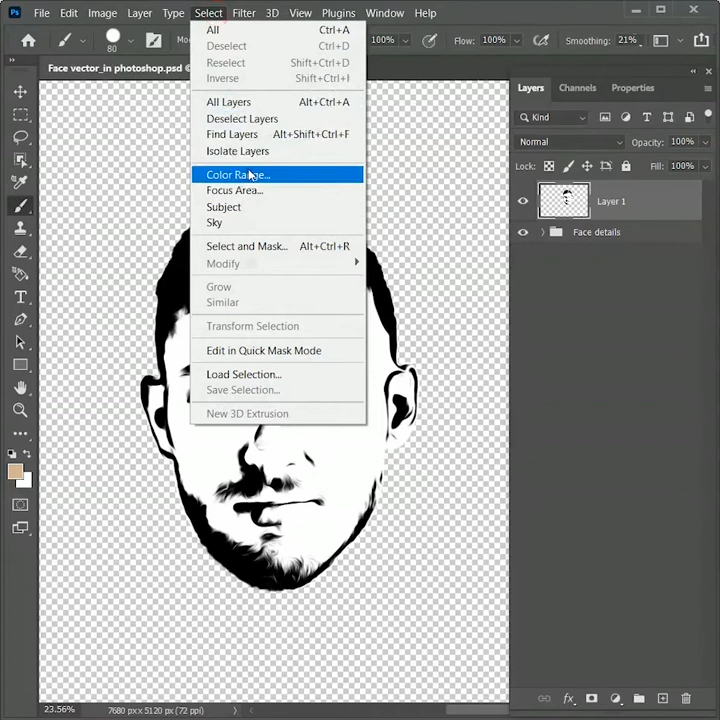 Ps File Edit Image Layer Type Select Filter 3D View Plugins Window Help
80 Mo 100% Flow: 100% Smoothing: 21%
Face vector_in photoshop.psd ©
All Ctrl+A
Deselect Ctrl+D
Reselect Shift+Ctrl+D
Inverse Shift+Ctrl+I
All Layers Alt+Ctrl+A
Deselect Layers
Find Layers Alt+Shift+Ctrl+F
Isolate Layers
Color Range...
Focus Area...
Subject
Sky
Select and Mask... Alt+Ctrl+R
Modify
Grow
Similar
Transform Selection
Edit in Quick Mask Mode
Load Selection...
Save Selection...
New 3D Extrusion
Layers Channels Properties
Kind
Normal Opacity: 100%
Lock: Fill: 100%
Layer 1
Face details
fx
23.56% 7680 px x 5120 px (72 ppi)